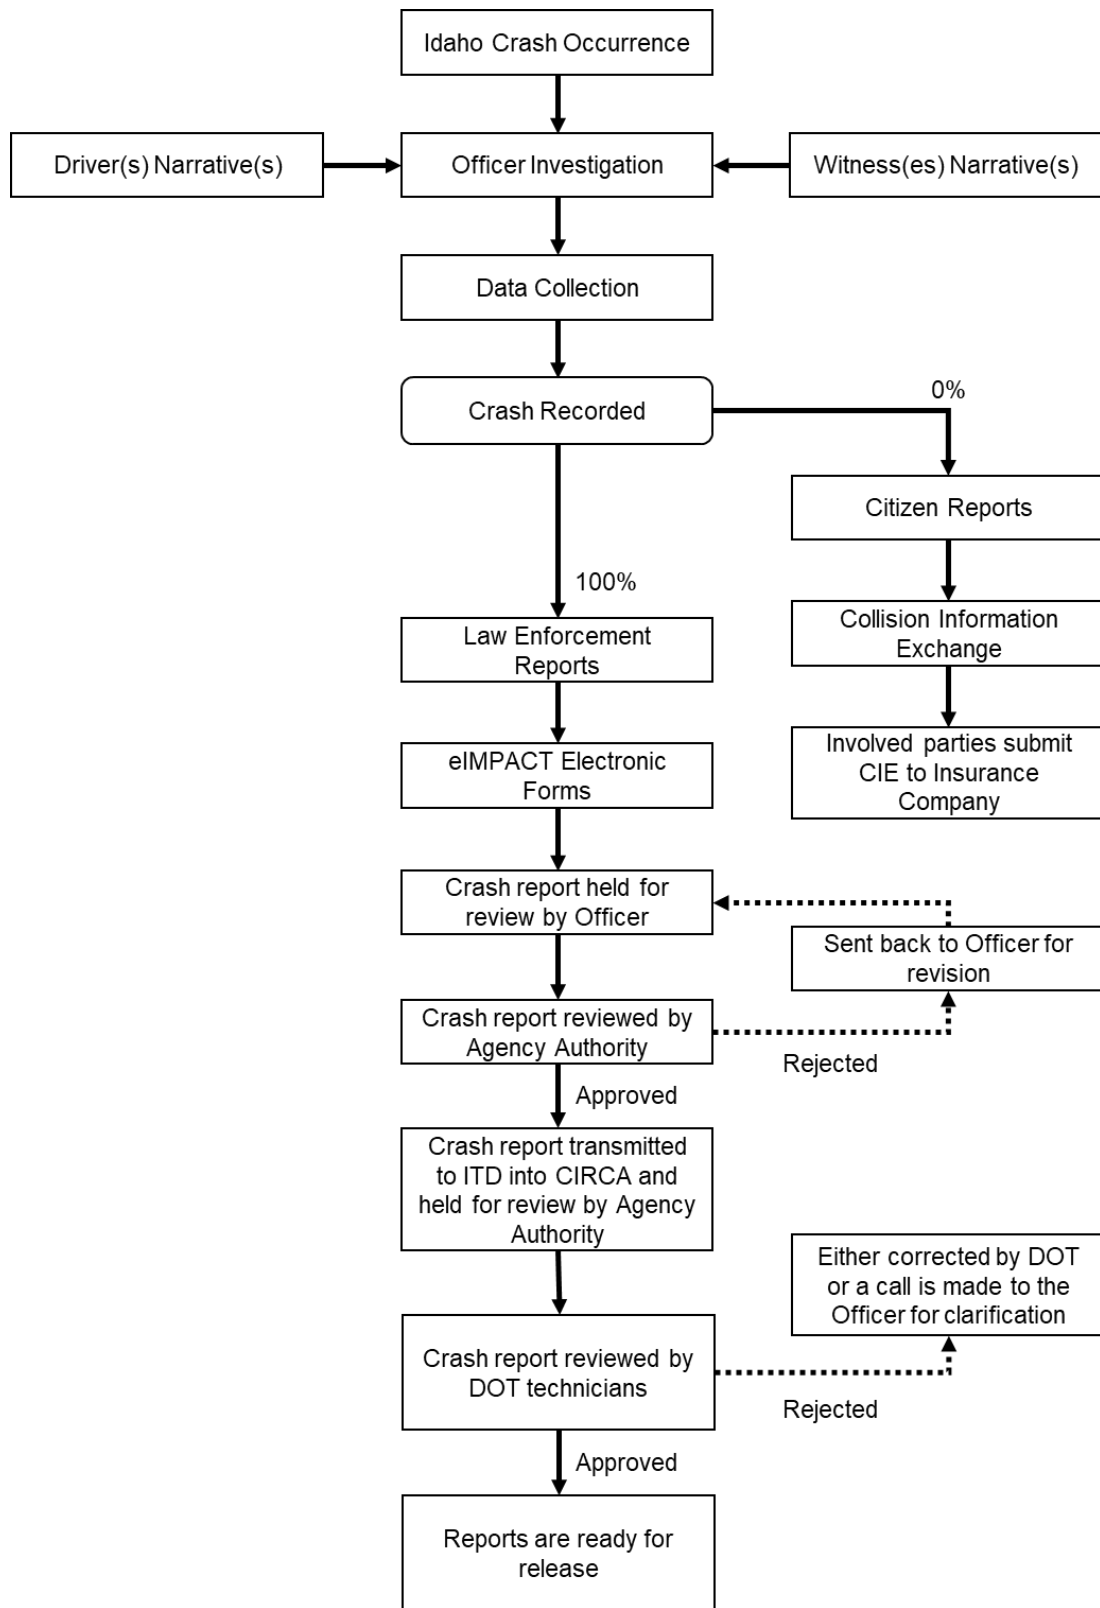 Idaho Crash Occurrence
Driver(s) Narrative(s)
Officer Investigation
Witness(es) Narrative(s)
Data Collection
Crash Recorded
0%
Citizen Reports
100%
Law Enforcement
Reports
Collision Information
Exchange
eIMPACT Electronic
Forms
Involved parties submit
CIE to Insurance
Company
Crash report held for
review by Officer
Sent back to Officer for
revision
Crash report reviewed by
Agency Authority
Rejected
Approved
Crash report transmitted
to ITD into CIRCA and
held for review by Agency
Authority
Either corrected by DOT
or a call is made to the
Officer for clarification
Crash report reviewed by
DOT technicians
Rejected
Approved
Reports are ready for
release